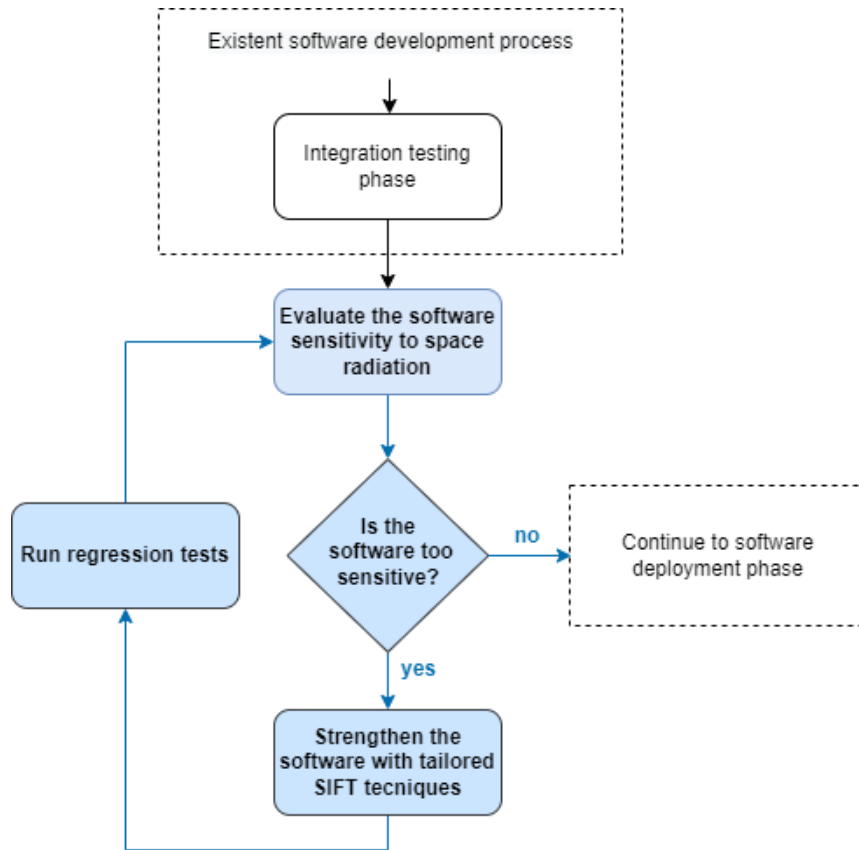 Existent software development process
Integration testing
phase
Evaluate the software
sensitivity to space
radiation
Is the
software too
sensitive?
no
Continue to software
deployment phase
Run regression tests
yes
Strengthen the
software with tailored
SIFT tecniques